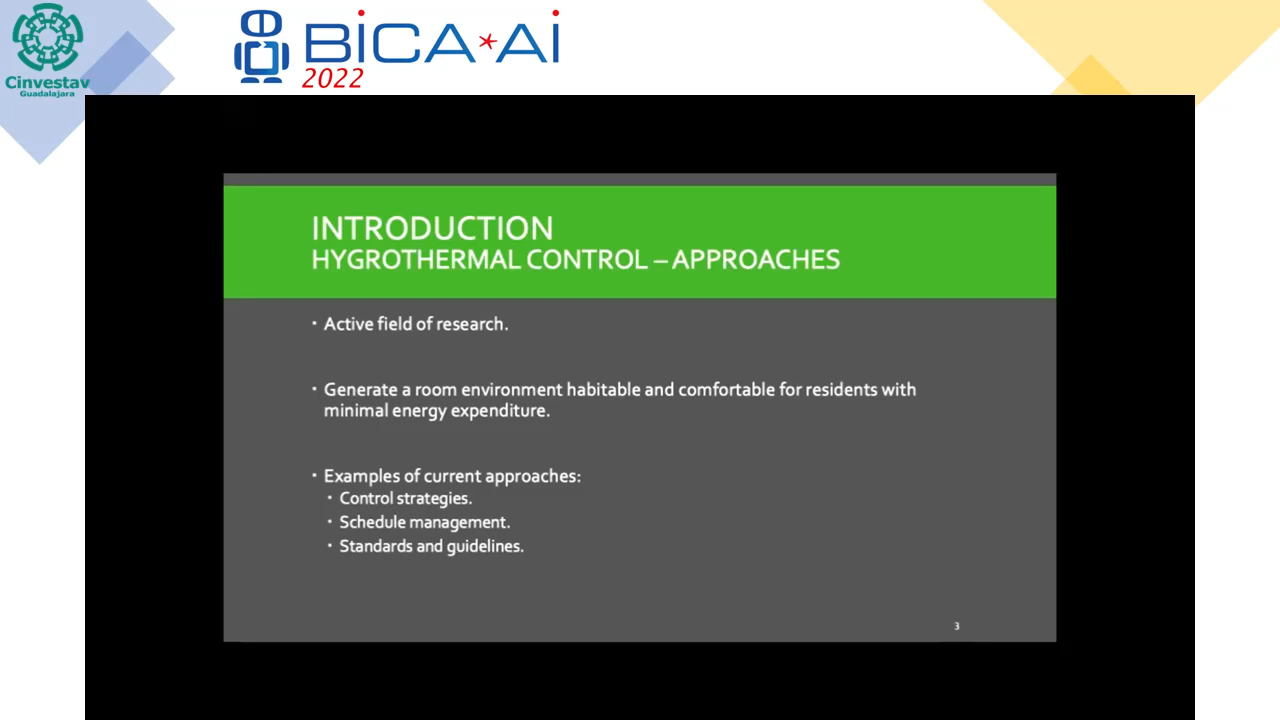 Cinvestav
Guadalajara
BiCA*Ai
2022
INTRODUCTION
HYGROTHERMAL CONTROL – APPROACHES
▪ Active field of research.
▪ Generate a room environment habitable and comfortable for residents with
minimal energy expenditure.
▪ Examples of current approaches:
▪ Control strategies.
▪ Schedule management.
▪ Standards and guidelines.
3